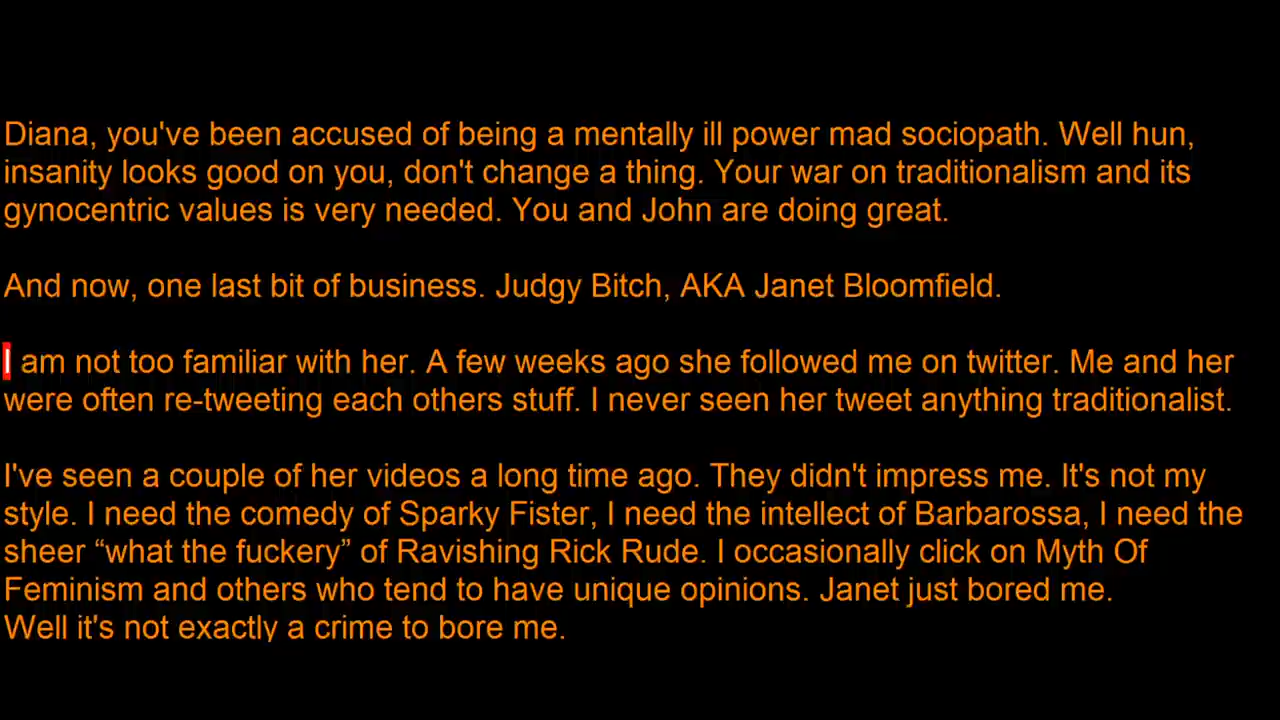 Diana, you've been accused of being a mentally ill power mad sociopath. Well hun,
insanity looks good on you, don't change a thing. Your war on traditionalism and its
gynocentric values is very needed. You and John are doing great.
And now, one last bit of business. Judgy Bitch, AKA Janet Bloomfield.
I am not too familiar with her. A few weeks ago she followed me on twitter. Me and her
were often re-tweeting each others stuff. I never seen her tweet anything traditionalist.
I've seen a couple of her videos a long time ago. They didn't impress me. It's not my
style. I need the comedy of Sparky Fister, I need the intellect of Barbarossa, I need the
sheer “what the fuckery” of Ravishing Rick Rude. I occasionally click on Myth Of
Feminism and others who tend to have unique opinions. Janet just bored me.
Well it's not exactly a crime to bore me.